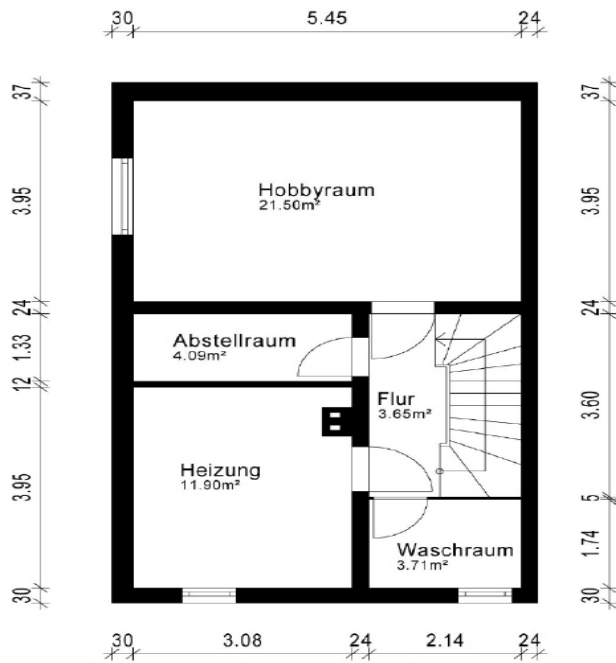 30 5.45 24
37
3.95
24
1.33
12
3.95
30
Hobbyraum
21.50m²
Abstellraum
4.09m²
Flur
3.65m²
Heizung
11.90m²
Waschraum
3.71m²
37
3.95
24
3.60
5
1.74
30
30 3.08 24 2.14 24